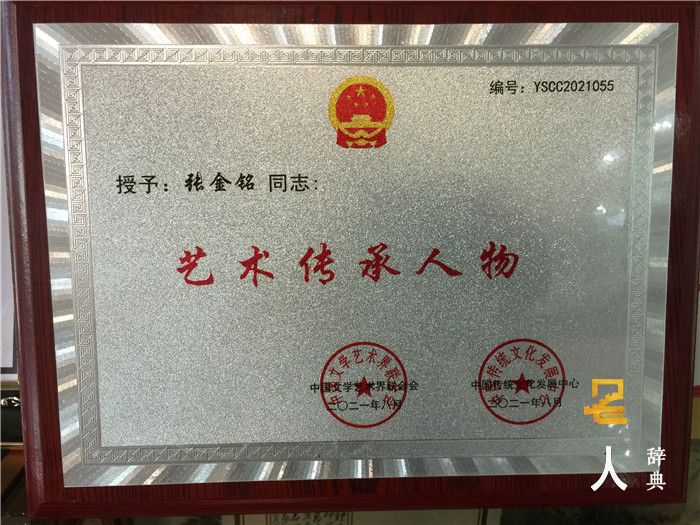 编号：YSCC2021055
授予：张金铭 同志：
艺术传承人物
中国文学艺术界联合会
二〇二一年八月
中国传统文化发展中心
二〇二一年八月
名人
辞典